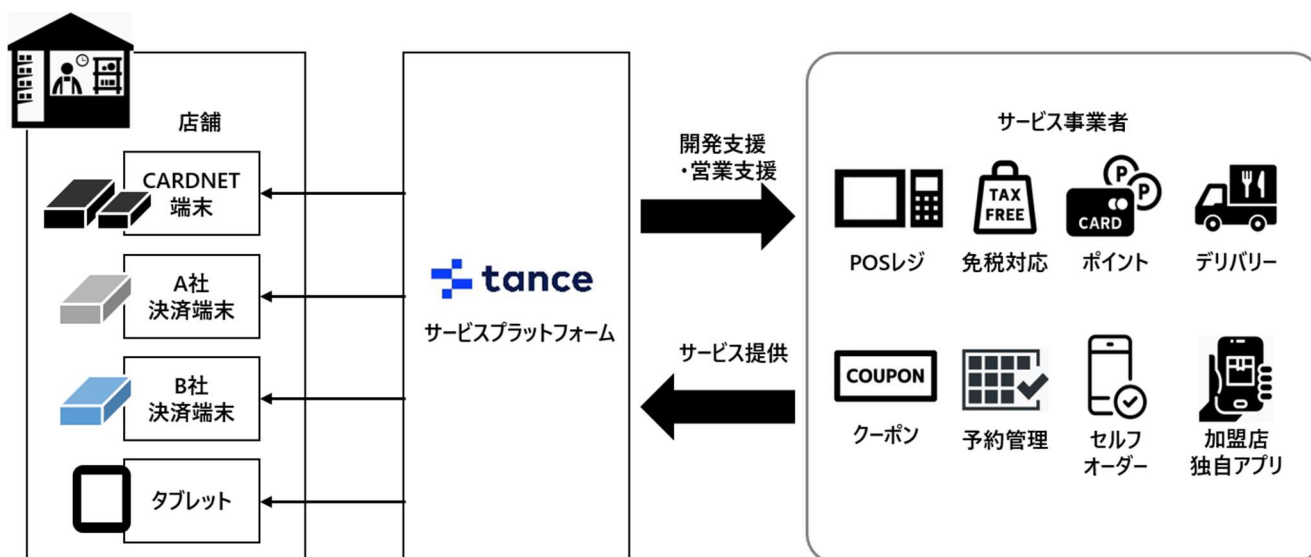 店舗
CARDNET
端末
A社
決済端末
B社
決済端末
タブレット
tance
サービスプラットフォーム
開発支援
・営業支援
サービス提供
サービス事業者
TAX
FREE
P
P
CARD
POSレジ
免税対応
ポイント
デリバリー
COUPON
クーポン
予約管理
セルフ
オーダー
加盟店
独自アプリ